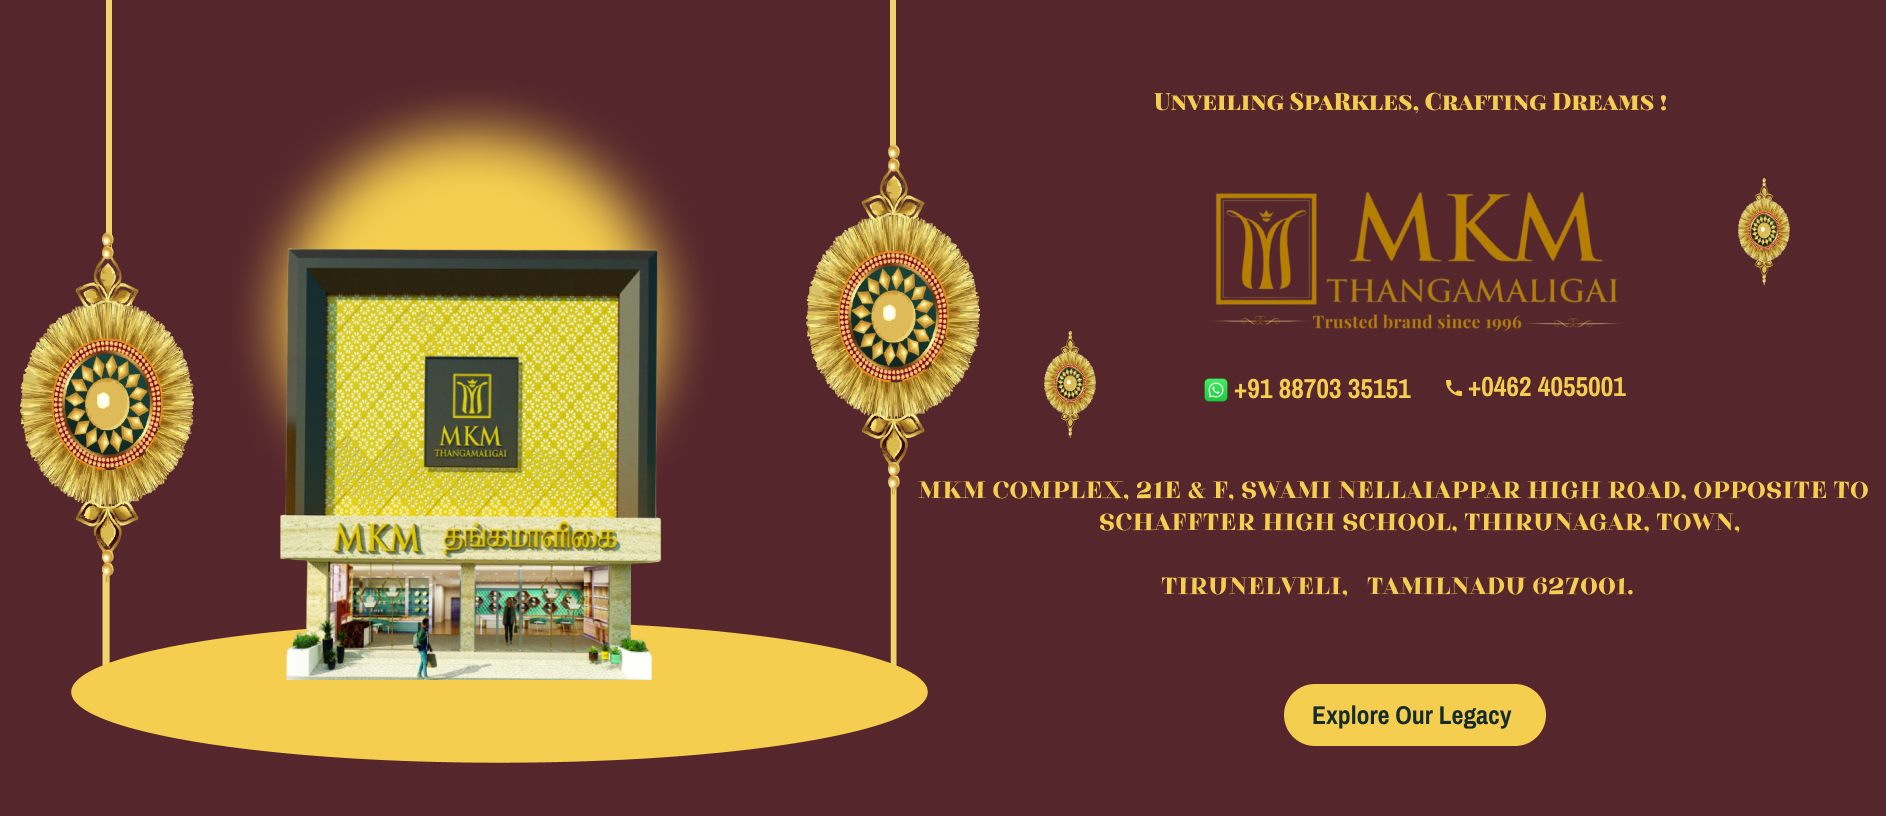 Unveiling SpaRkles, Crafting Dreams !
MKM
THANGAMALIGAI
Trusted brand since 1996
+91 88703 35151
+0462 4055001
MKM COMPLEX, 21E & F, SWAMI NELLAIAPPAR HIGH ROAD, OPPOSITE TO
SCHAFFTER HIGH SCHOOL, THIRUNAGAR, TOWN,
TIRUNELVELI, TAMILNADU 627001.
Explore Our Legacy
MKM
THANGAMALIGAI
MKM தங்கமாளிகை